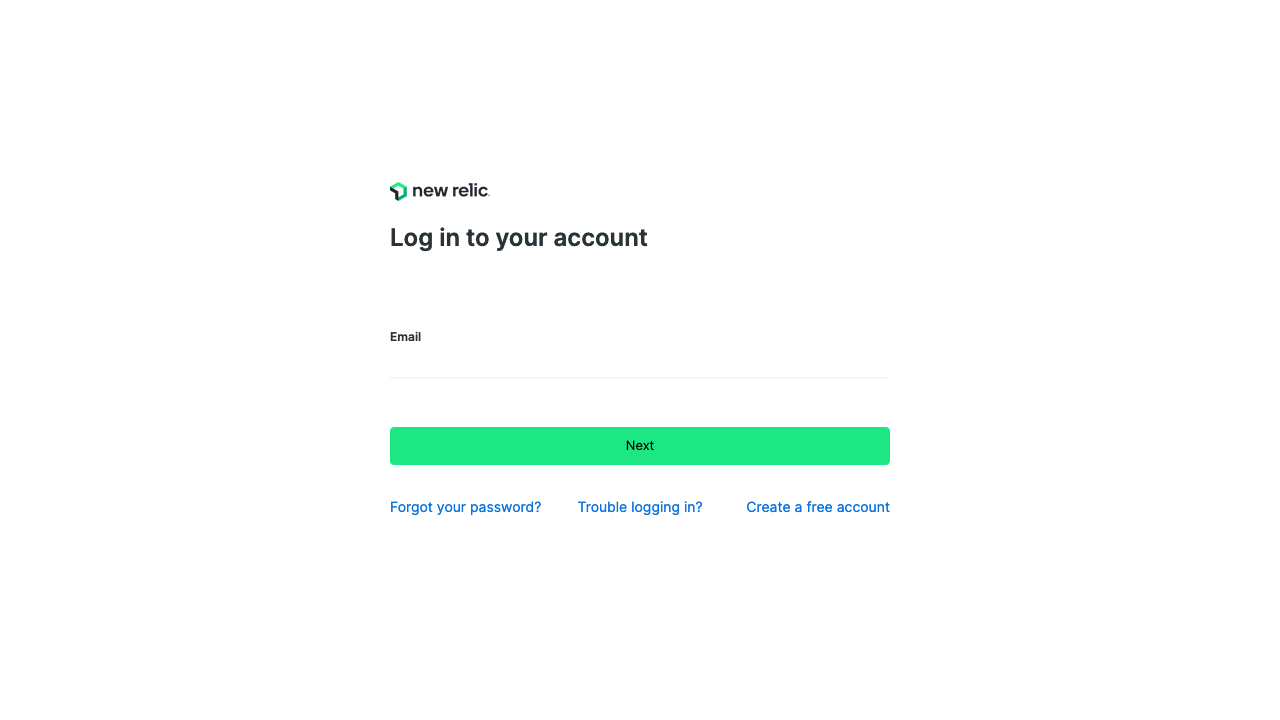 new relic
Log in to your account
Email
Next
Forgot your password? Trouble logging in? Create a free account